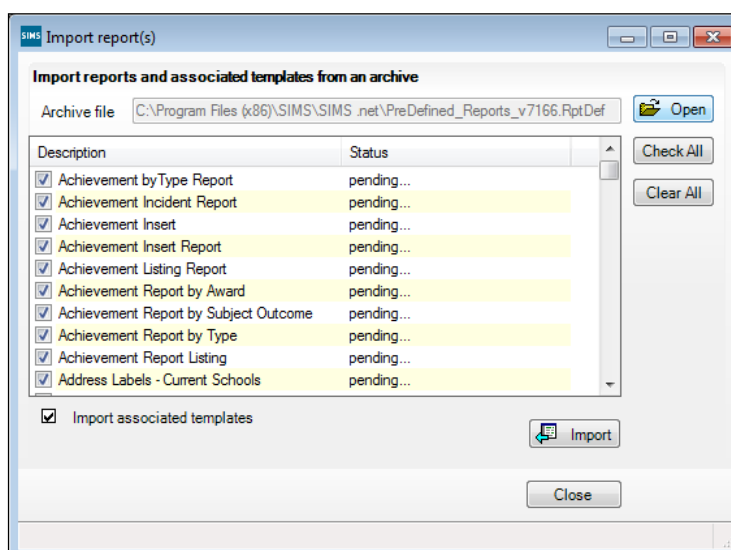 SIMS Import report(s)
Import reports and associated templates from an archive
Archive file C:\Program Files (x86)\SIMS\SIMS .net\PreDefined_Reports_v7166.RptDef Open
Description Status Check All
Achievement by Type Report pending...
Achievement Incident Report pending... Clear All
Achievement Insert pending...
Achievement Insert Report pending...
Achievement Listing Report pending...
Achievement Report by Award pending...
Achievement Report by Subject Outcome pending...
Achievement Report by Type pending...
Achievement Report Listing pending...
Address Labels - Current Schools pending...
Import associated templates
Import
Close